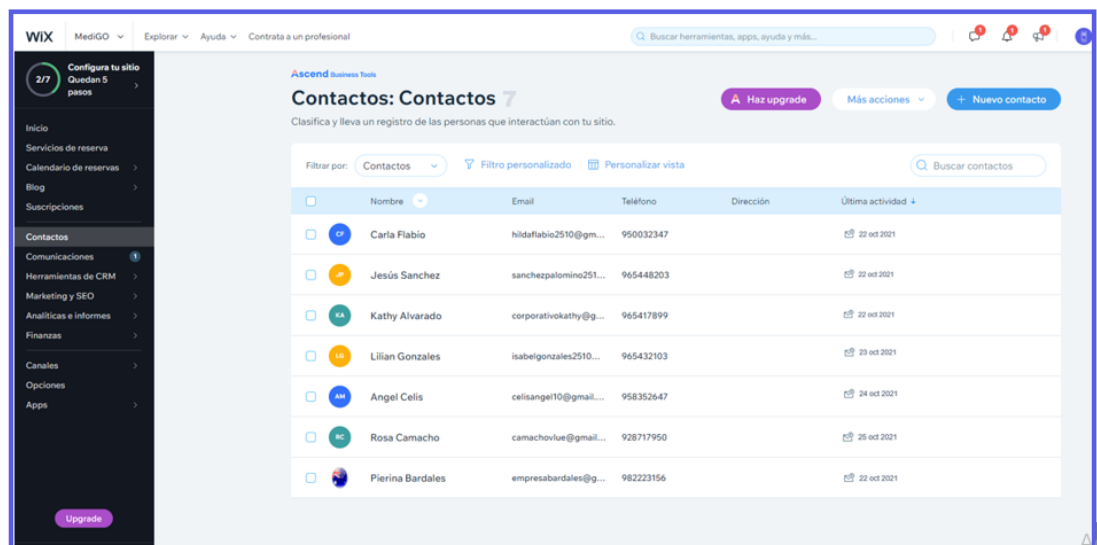 WiX MediGO Explorar Ayuda Contrata a un profesional Buscar herramientas, apps, ayuda y más... 1 1 1
2/7 Configura tu sitio
Quedan 5
pasos
Inicio
Servicios de reserva
Calendario de reservas
Blog
Suscripciones
Contactos
Comunicaciones 1
Herramientas de CRM
Marketing y SEO
Analíticas e informes
Finanzas
Canales
Opciones
Apps
Upgrade
Ascend Business Tools
Contactos: Contactos 7
Haz upgrade Más acciones + Nuevo contacto
Clasifica y lleva un registro de las personas que interactúan con tu sitio.
Filtrar por: Contactos Filtro personalizado Personalizar vista Buscar contactos
Nombre Email Teléfono Dirección Última actividad
CF Carla Flabio hildaflabio2510@gm... 950032347 22 oct 2021
JP Jesús Sanchez sanchezpalomino251... 965448203 22 oct 2021
KA Kathy Alvarado corporativokathy@g... 965417899 22 oct 2021
LG Lilian Gonzales isabelgonzales2510... 965432103 23 oct 2021
AM Angel Celis celisangel10@gmail.... 958352647 24 oct 2021
RC Rosa Camacho camachovlue@gmail... 928717950 25 oct 2021
Pierina Bardales empresabardales@g... 982223156 22 oct 2021